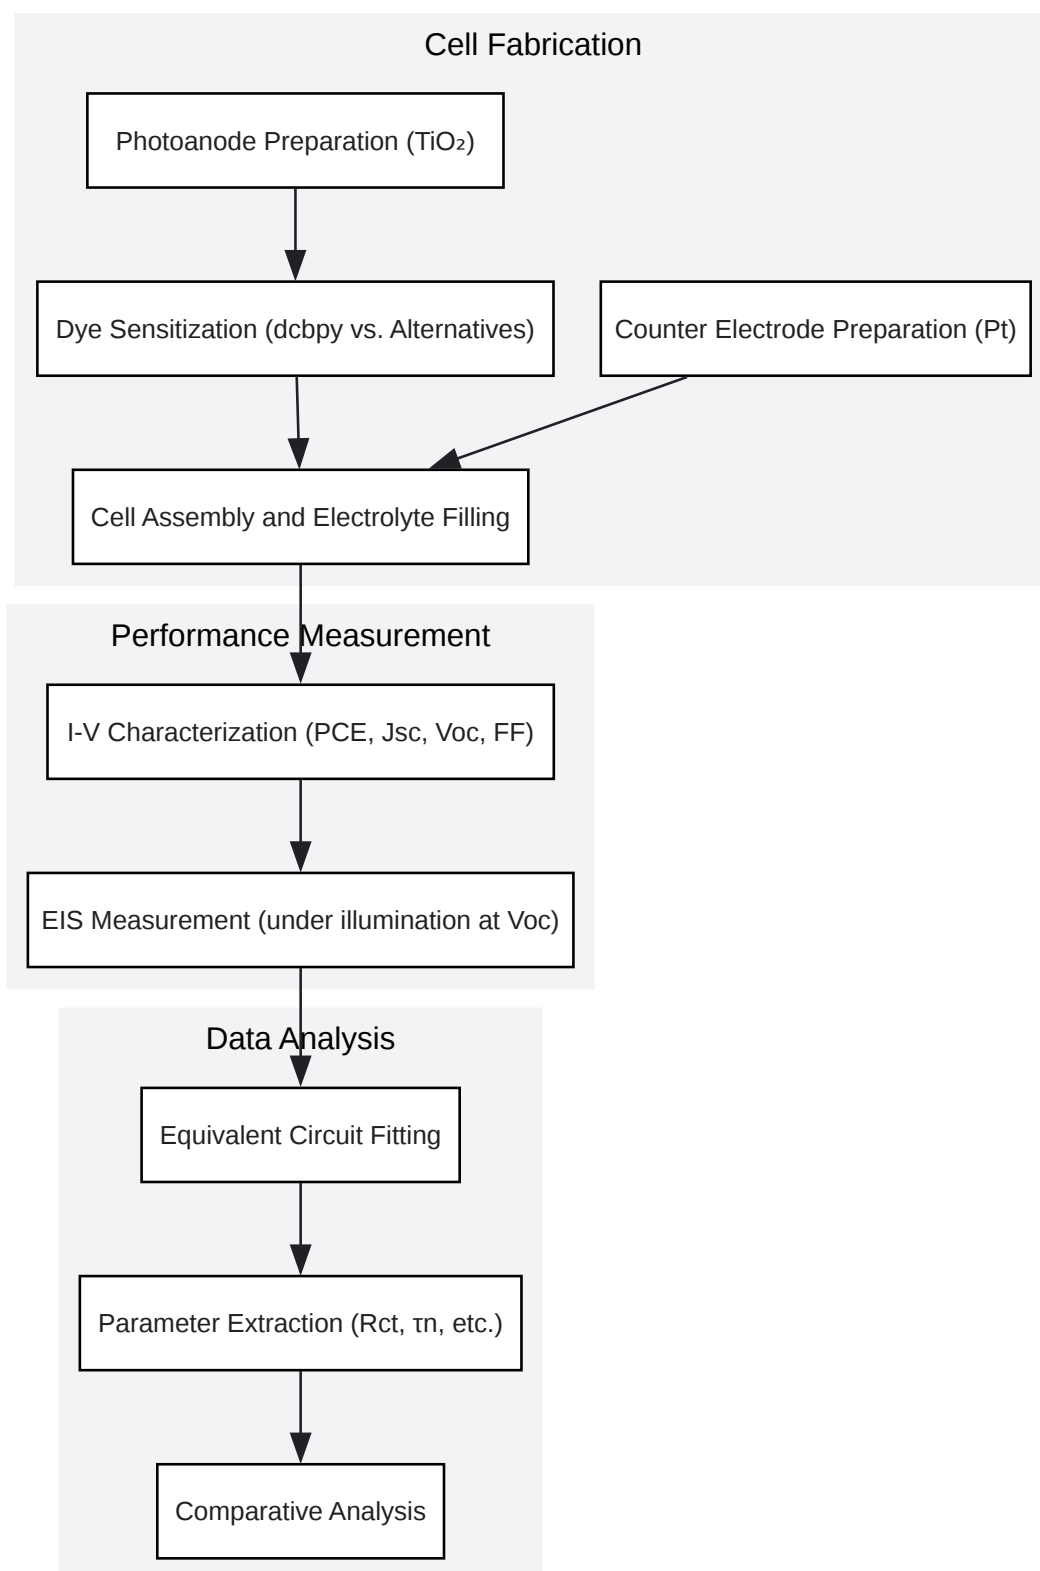 Cell Fabrication
Photoanode Preparation (TiO₂)
Dye Sensitization (dcbpy vs. Alternatives)
Counter Electrode Preparation (Pt)
Cell Assembly and Electrolyte Filling
Performance Measurement
I-V Characterization (PCE, Jsc, Voc, FF)
EIS Measurement (under illumination at Voc)
Data Analysis
Equivalent Circuit Fitting
Parameter Extraction (Rct, τn, etc.)
Comparative Analysis